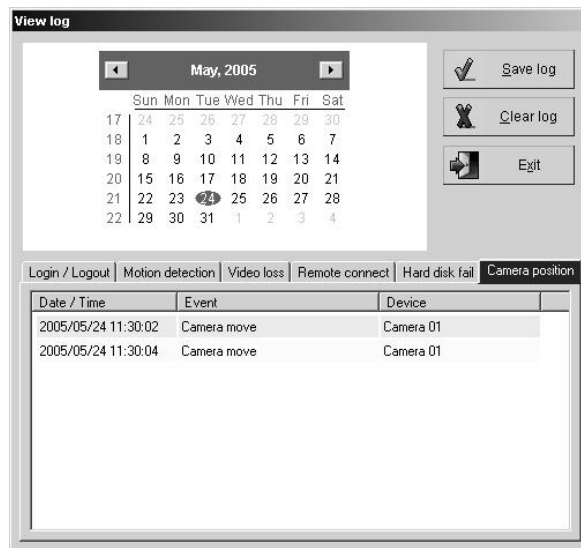 View log
May, 2005
Sun Mon Tue Wed Thu Fri Sat
17 24 25 26 27 28 29 30
18 1 2 3 4 5 6 7
19 8 9 10 11 12 13 14
20 15 16 17 18 19 20 21
21 22 23 24 25 26 27 28
22 29 30 31 1 2 3 4
Save log
Clear log
Exit
Login / Logout Motion detection Video loss Remote connect Hard disk fail Camera position
Date / Time Event Device
2005/05/24 11:30:02 Camera move Camera 01
2005/05/24 11:30:04 Camera move Camera 01